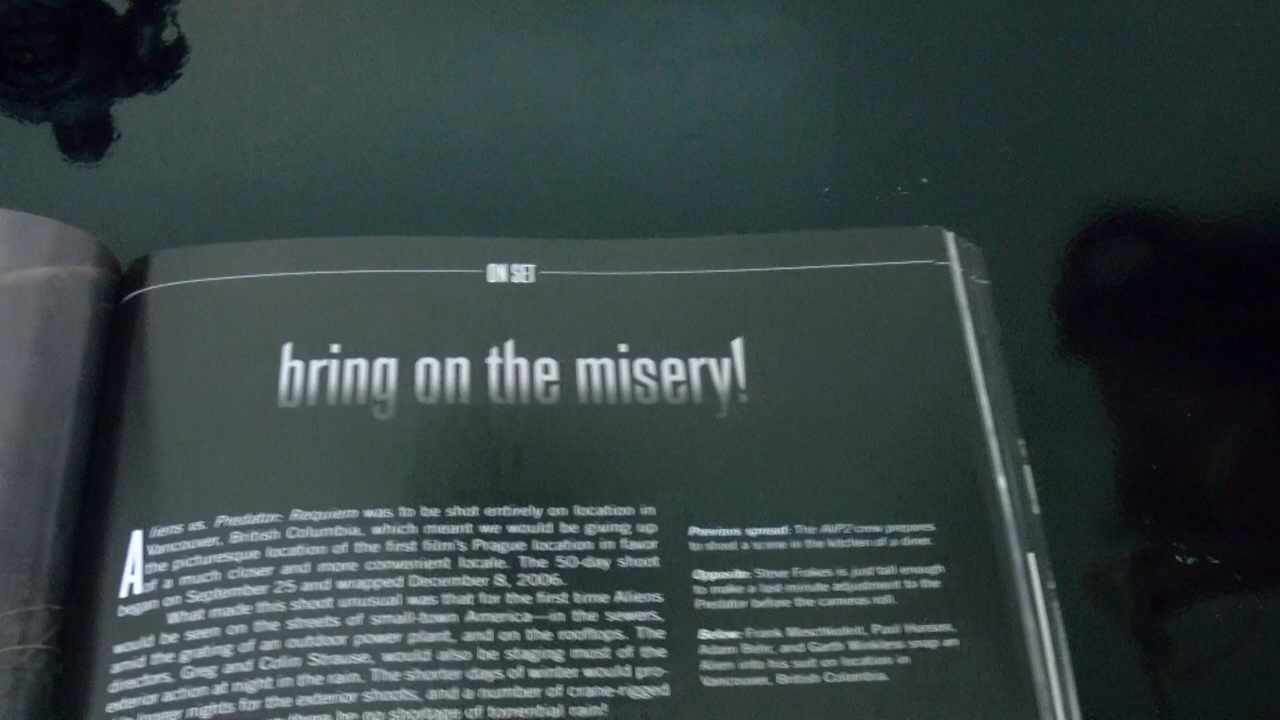 ON SET
bring on the misery!
Aliens vs. Predator: Requiem was to be shot entirely on location in
Vancouver, British Columbia, which meant we would be giving up
the picturesque location of the first film's Prague location in favor
of a much closer and more convenient locale. The 50-day shoot
began on September 25 and wrapped December 8, 2006.
What made this shoot unusual was that for the first time Aliens
would be seen on the streets of small-town America—in the sewers,
amid the grating of an outdoor power plant, and on the rooftops. The
directors, Greg and Colin Strause, would also be staging most of the
exterior action at night in the rain. The shorter days of winter would pro-
longer nights for the exterior shoots, and a number of crane-rigged
there be no shortage of torrential rain!
Previous spread: The AVP2 crew prepares
to shoot a scene in the kitchen of a diner.
Opposite: Steve Frakes is just tall enough
to make a last minute adjustment to the
Predator before the cameras roll.
Below: Frank Paul
Adam Behr, and Garth snap an
Alien into his suit on location in
Vancouver, British Columbia.